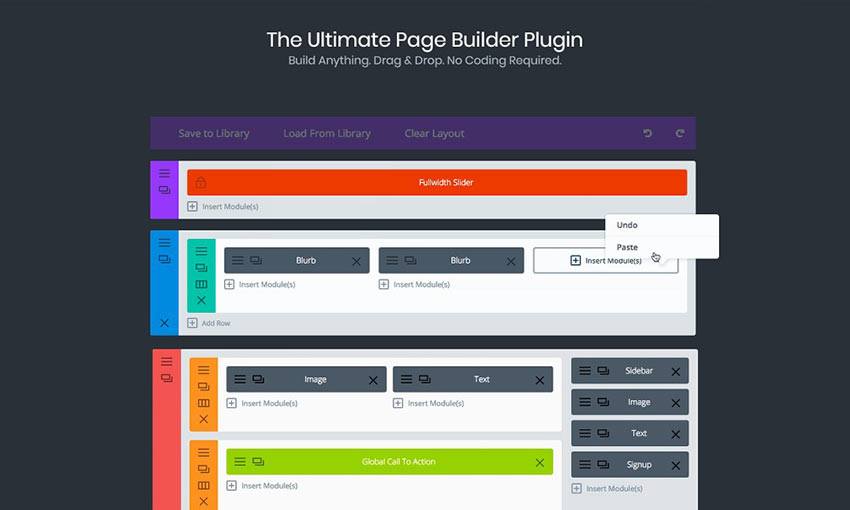 The Ultimate Page Builder Plugin
Build Anything. Drag & Drop. No Coding Required.
Save to Library Load From Library Clear Layout
Fullwidth Slider
Insert Module(s)
Undo
Paste
Blurb Blurb Insert Module(s)
Insert Module(s) Insert Module(s)
Add Row
Image Text Sidebar
Insert Module(s) Insert Module(s) Image
Text
Global Call To Action Signup
Insert Module(s) Insert Module(s)